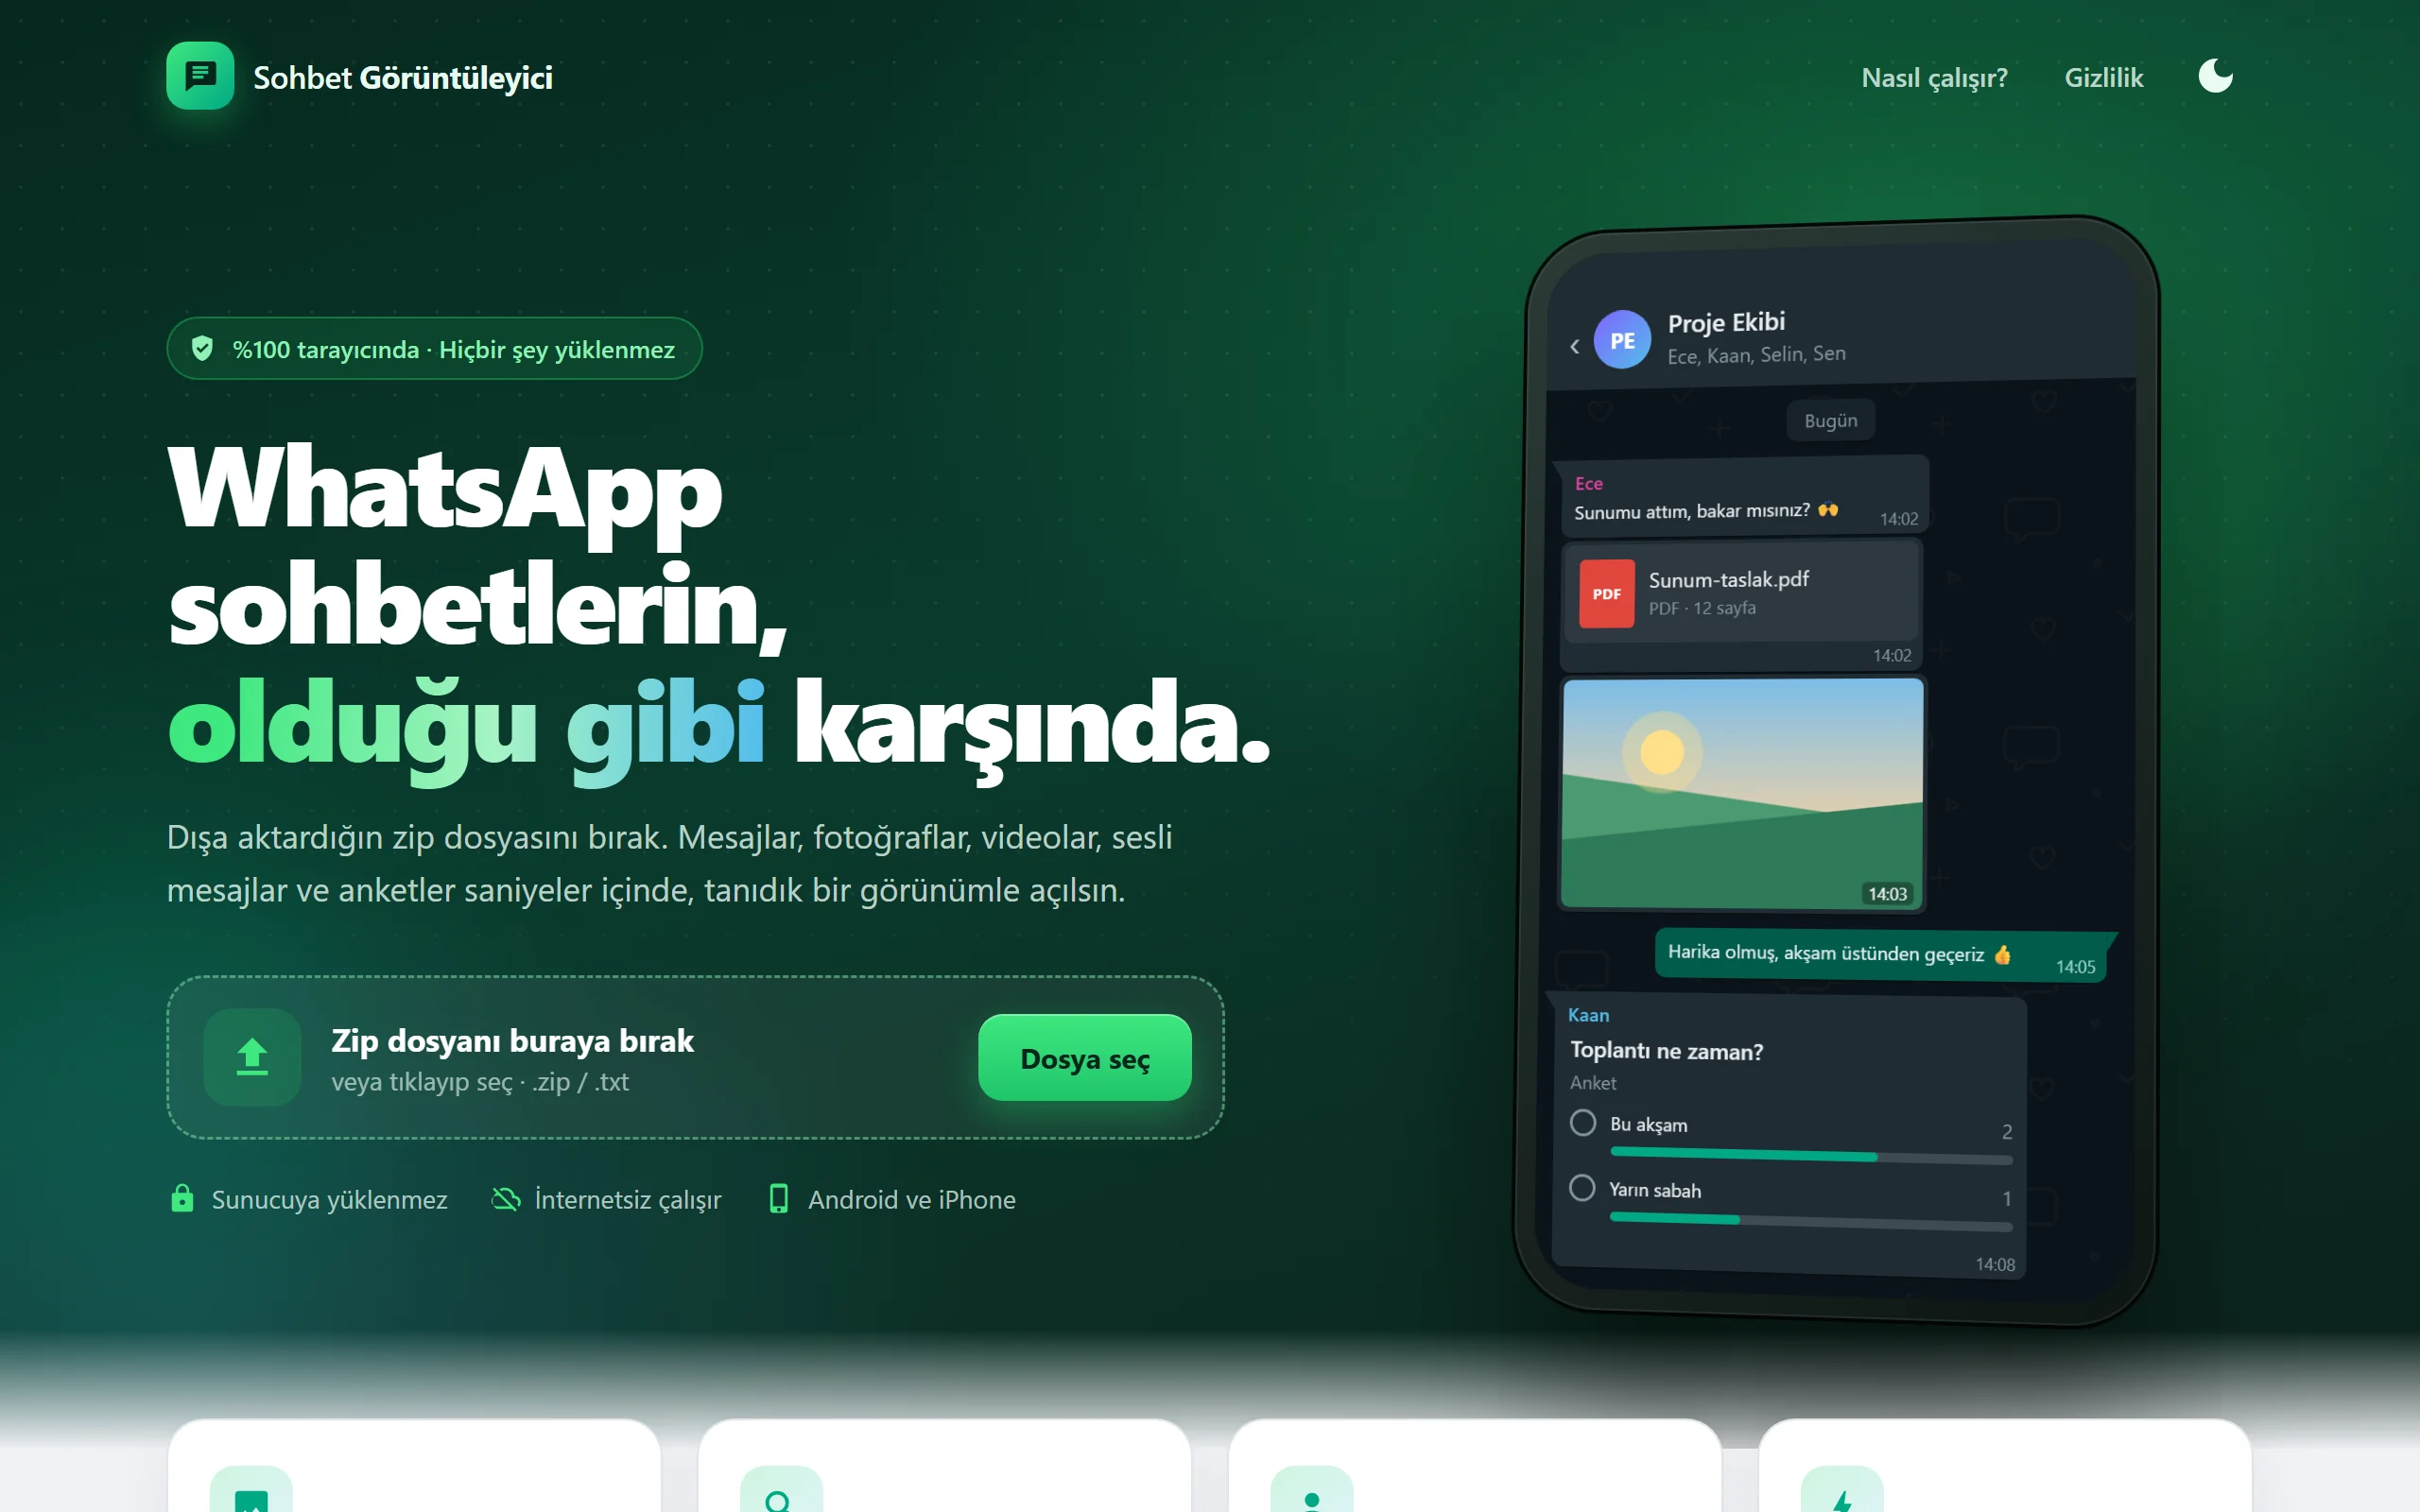 Sohbet Görüntüleyici
Nasıl çalışır?
Gizlilik
%100 tarayıcında · Hiçbir şey yüklenmez
WhatsApp
sohbetlerin,
olduğu gibi karşında.
Dışa aktardığın zip dosyasını bırak. Mesajlar, fotoğraflar, videolar, sesli
mesajlar ve anketler saniyeler içinde, tanıdık bir görünümle açılsın.
Zip dosyanı buraya bırak
veya tıklayıp seç · .zip / .txt
Dosya seç
Sunucuya yüklenmez
İnternetsiz çalışır
Android ve iPhone
PE
Proje Ekibi
Ece, Kaan, Selin, Sen
Bugün
Ece
Sunumu attım, bakar mısınız? 🙌
14:02
PDF
Sunum-taslak.pdf
PDF · 12 sayfa
14:02
14:03
Harika olmuş, akşam üstünden geçeriz 👍
14:05
Kaan
Toplantı ne zaman?
Anket
Bu akşam 2
Yarın sabah 1
14:08